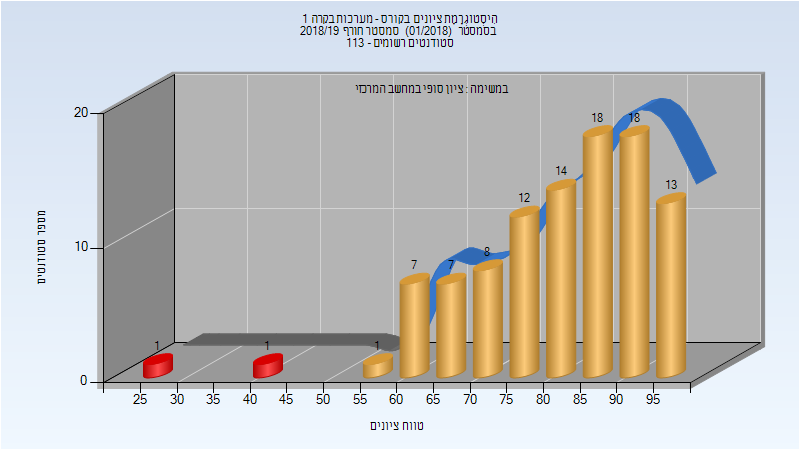 היסטוגרמת ציונים בקורס - מערכות בקרה 1
בסמסטר (01/2018) סמסטר חורף 2018/19
סטודנטים רשומים - 113
במשימה : ציון סופי במחשב המרכזי
מספר סטודנטים
20
10
0
1
1
1
7
7
8
12
14
18
18
13
25 30 35 40 45 50 55 60 65 70 75 80 85 90 95
טווח ציונים